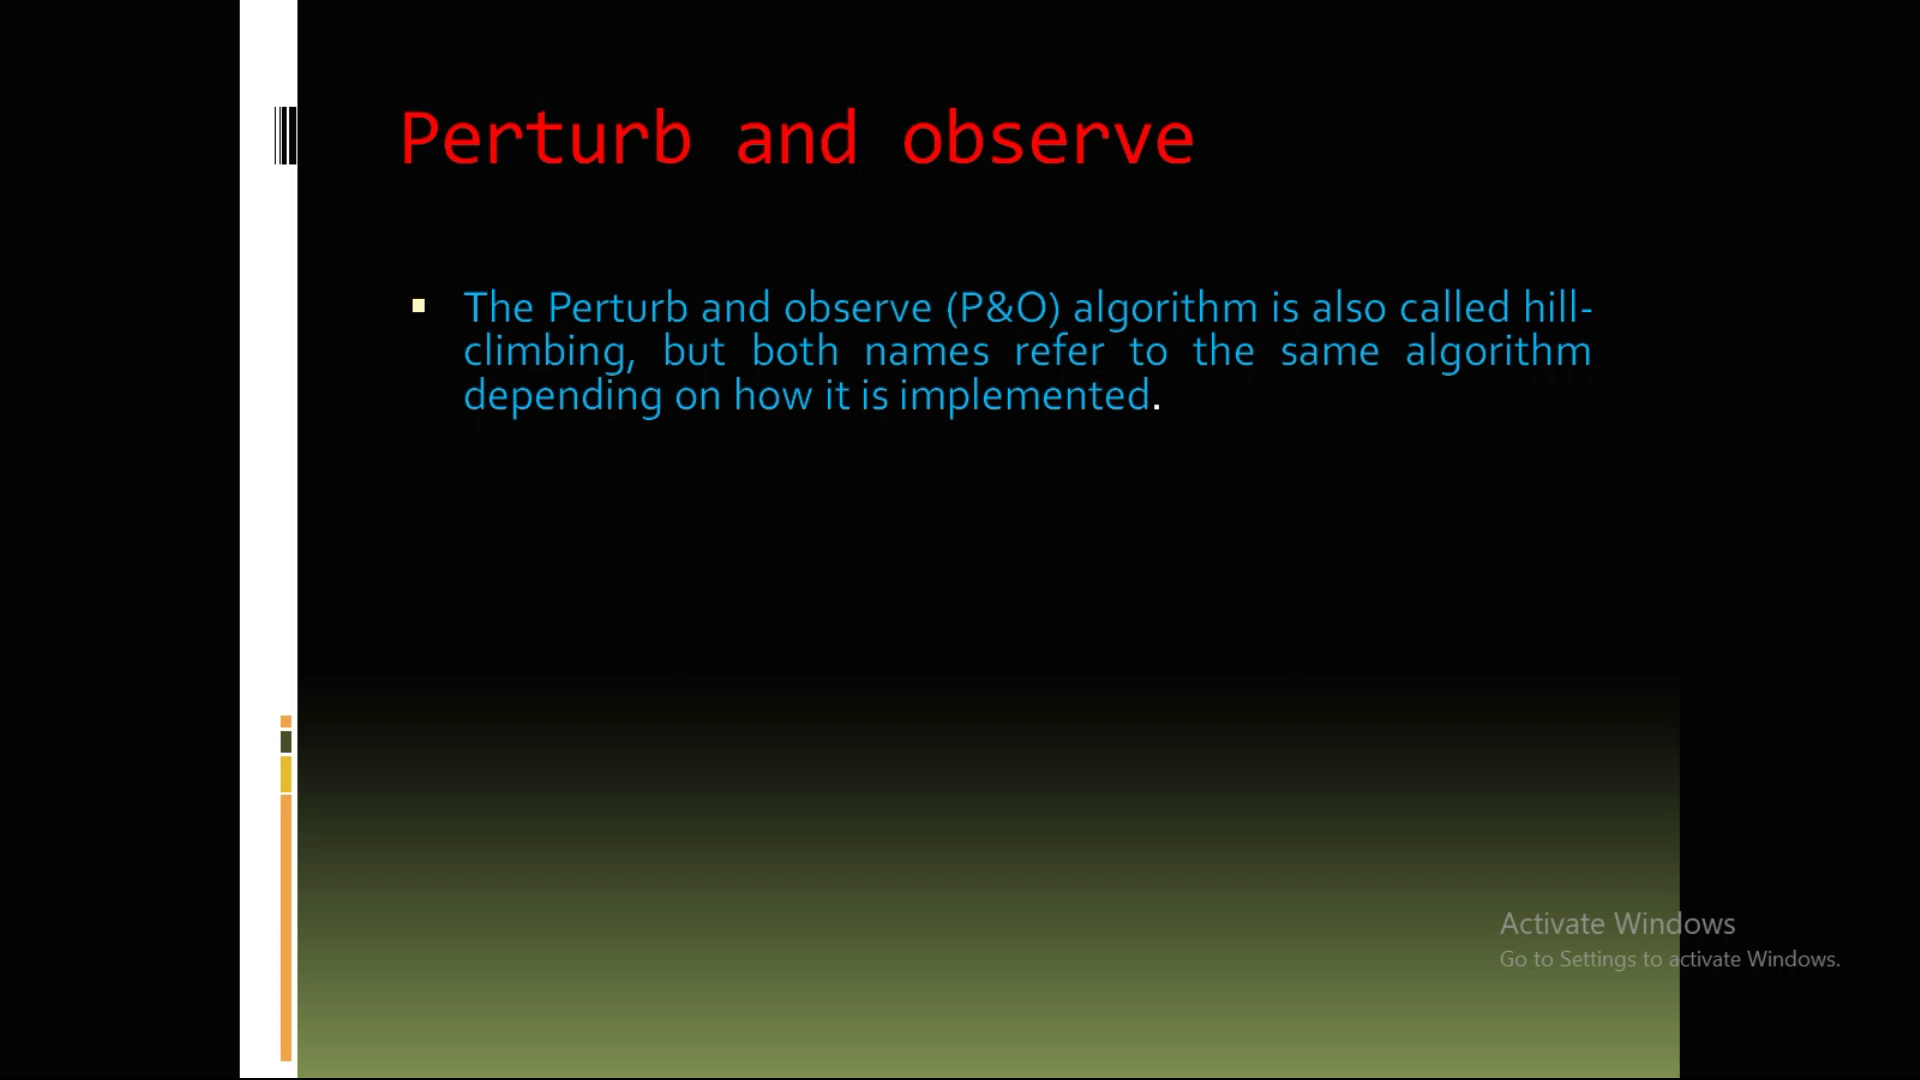 Perturb and observe
▪ The Perturb and observe (P&O) algorithm is also called hill-
climbing, but both names refer to the same algorithm
depending on how it is implemented.
Activate Windows
Go to Settings to activate Windows.